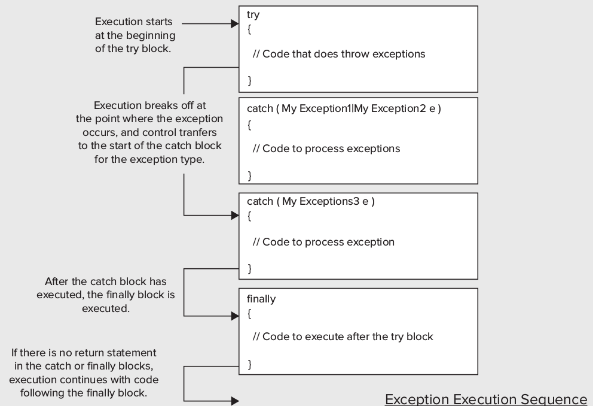 Execution starts
at the beginning
of the try block.
try
{
// Code that does throw exceptions
}
Execution breaks off at
the point where the exception
occurs, and control tranfers
to the start of the catch block
for the exception type.
catch ( My Exception1|My Exception2 e )
{
// Code to process exceptions
}
catch ( My Exceptions3 e )
{
// Code to process exception
}
After the catch block has
executed, the finally block is
executed.
finally
{
// Code to execute after the try block
}
If there is no return statement
in the catch or finally blocks,
execution continues with code
following the finally block.
Exception Execution Sequence